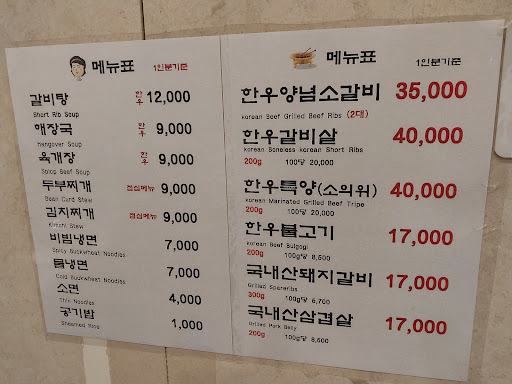 메뉴표 1인분기준
갈비탕 한우 12,000
Short Rib Soup
해장국 한우 9,000
Hangover Soup
육개장 한우 9,000
Spice Beef Soup
두부찌개 점심메뉴 9,000
Bean Curd Stew
김치찌개 점심메뉴 9,000
Kimchi Stew
비빔냉면 7,000
Spicy Buckwheat Noodles
물냉면 7,000
Cold Buckwheat Noodles
소면 4,000
Thin Noodles
공기밥 1,000
Steamed Rice
메뉴표 1인분기준
한우양념소갈비 35,000
korean Beef Grilled Beef Ribs (2대)
한우갈비살 40,000
korean Boneless korean Short Ribs
200g 100g당 20,000
한우특양(소의위) 40,000
korean Marinated Grilled Beef Tripe
200g 100g당 20,000
한우불고기 17,000
korean Beef Bulgogi
200g 100g당 8,500
국내산돼지갈비 17,000
Grilled Spareribs
300g 100g당 6,700
국내산삼겹살 17,000
Grilled Pork Belly
200g 100g당 8,500